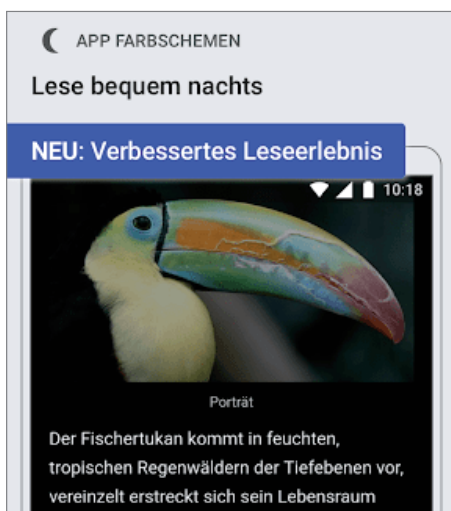 APP FARBSCHEMEN
Lese bequem nachts
NEU: Verbessertes Leseerlebnis
10:18
Porträt
Der Fischertukan kommt in feuchten,
tropischen Regenwäldern der Tiefebenen vor,
vereinzelt erstreckt sich sein Lebensraum